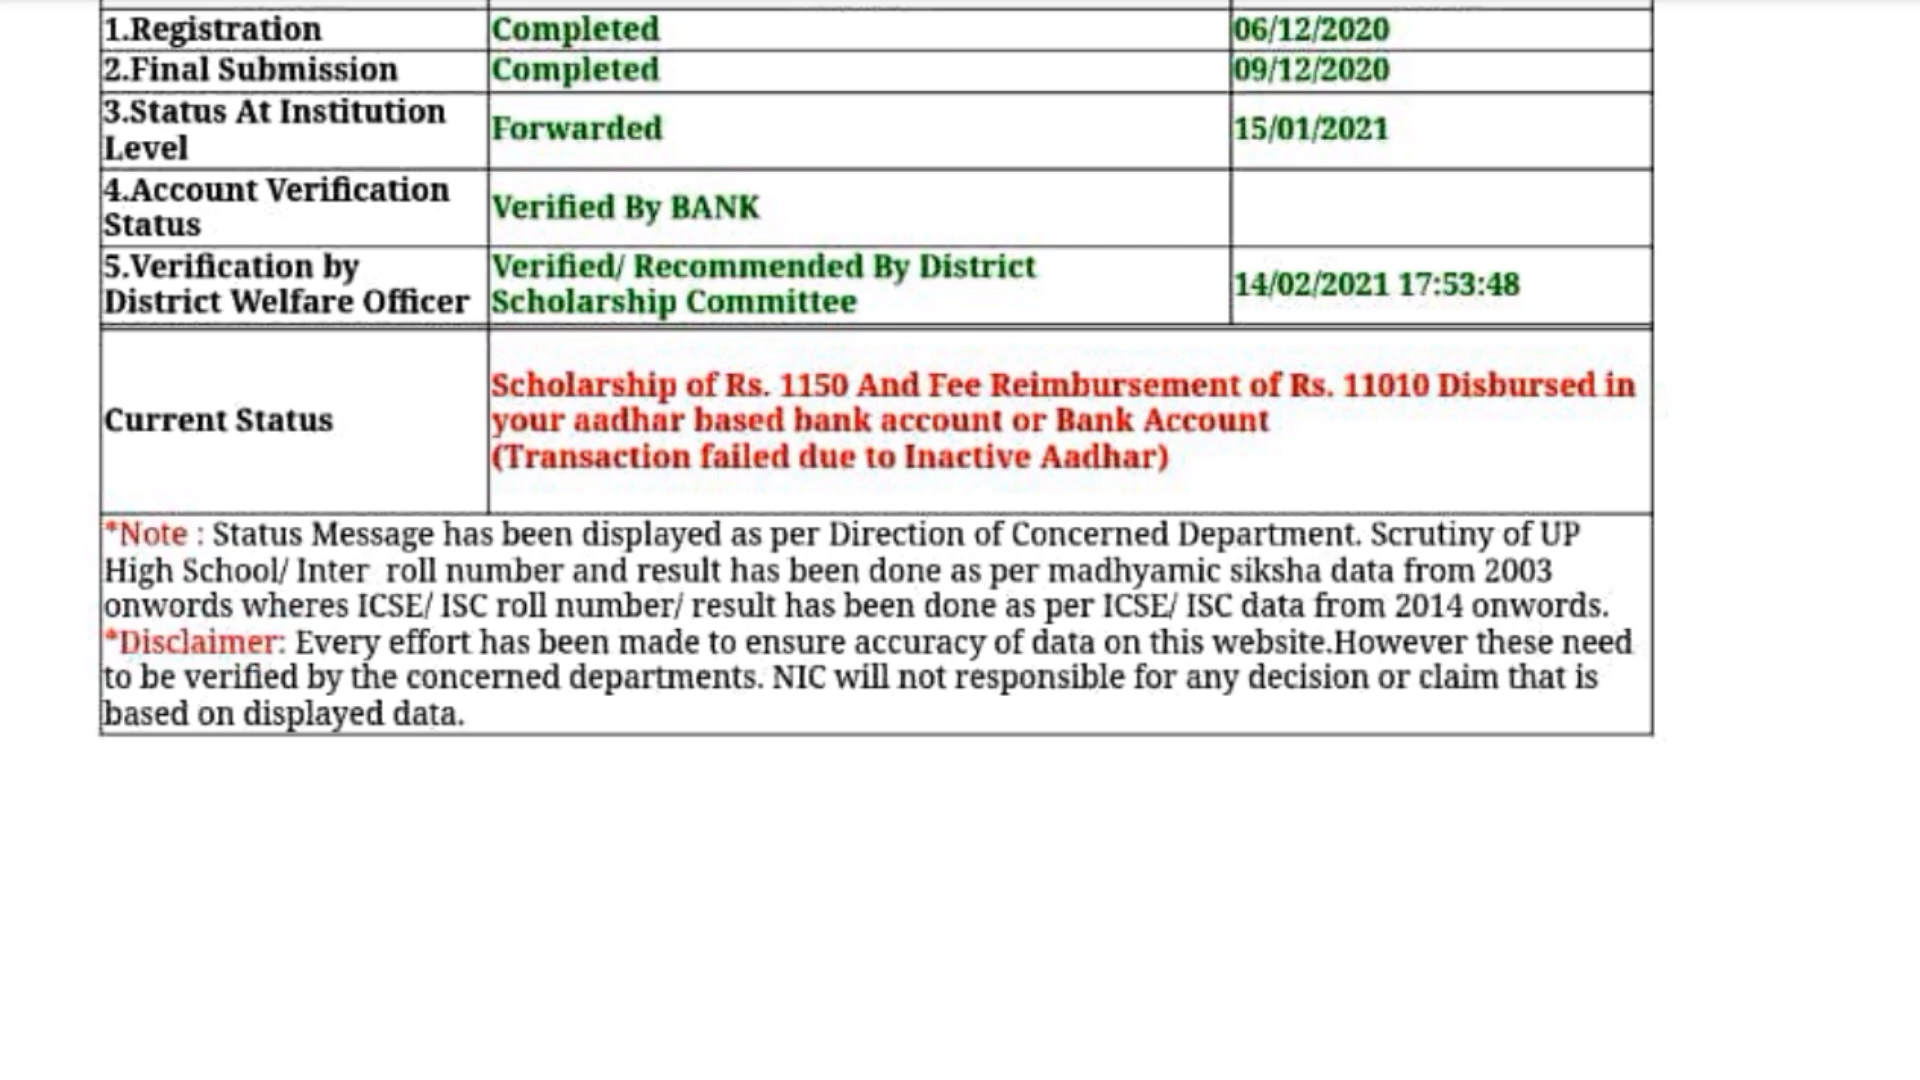 1.Registration Completed 06/12/2020
2.Final Submission Completed 09/12/2020
3.Status At Institution
Level
Forwarded 15/01/2021
4.Account Verification
Status
Verified By BANK
5.Verification by
District Welfare Officer
Verified/ Recommended By District
Scholarship Committee
14/02/2021 17:53:48
Current Status
Scholarship of Rs. 1150 And Fee Reimbursement of Rs. 11010 Disbursed in
your aadhar based bank account or Bank Account
(Transaction failed due to Inactive Aadhar)
*Note : Status Message has been displayed as per Direction of Concerned Department. Scrutiny of UP
High School/ Inter roll number and result has been done as per madhyamic siksha data from 2003
onwords wheres ICSE/ ISC roll number/ result has been done as per ICSE/ ISC data from 2014 onwords.
*Disclaimer: Every effort has been made to ensure accuracy of data on this website.However these need
to be verified by the concerned departments. NIC will not responsible for any decision or claim that is
based on displayed data.